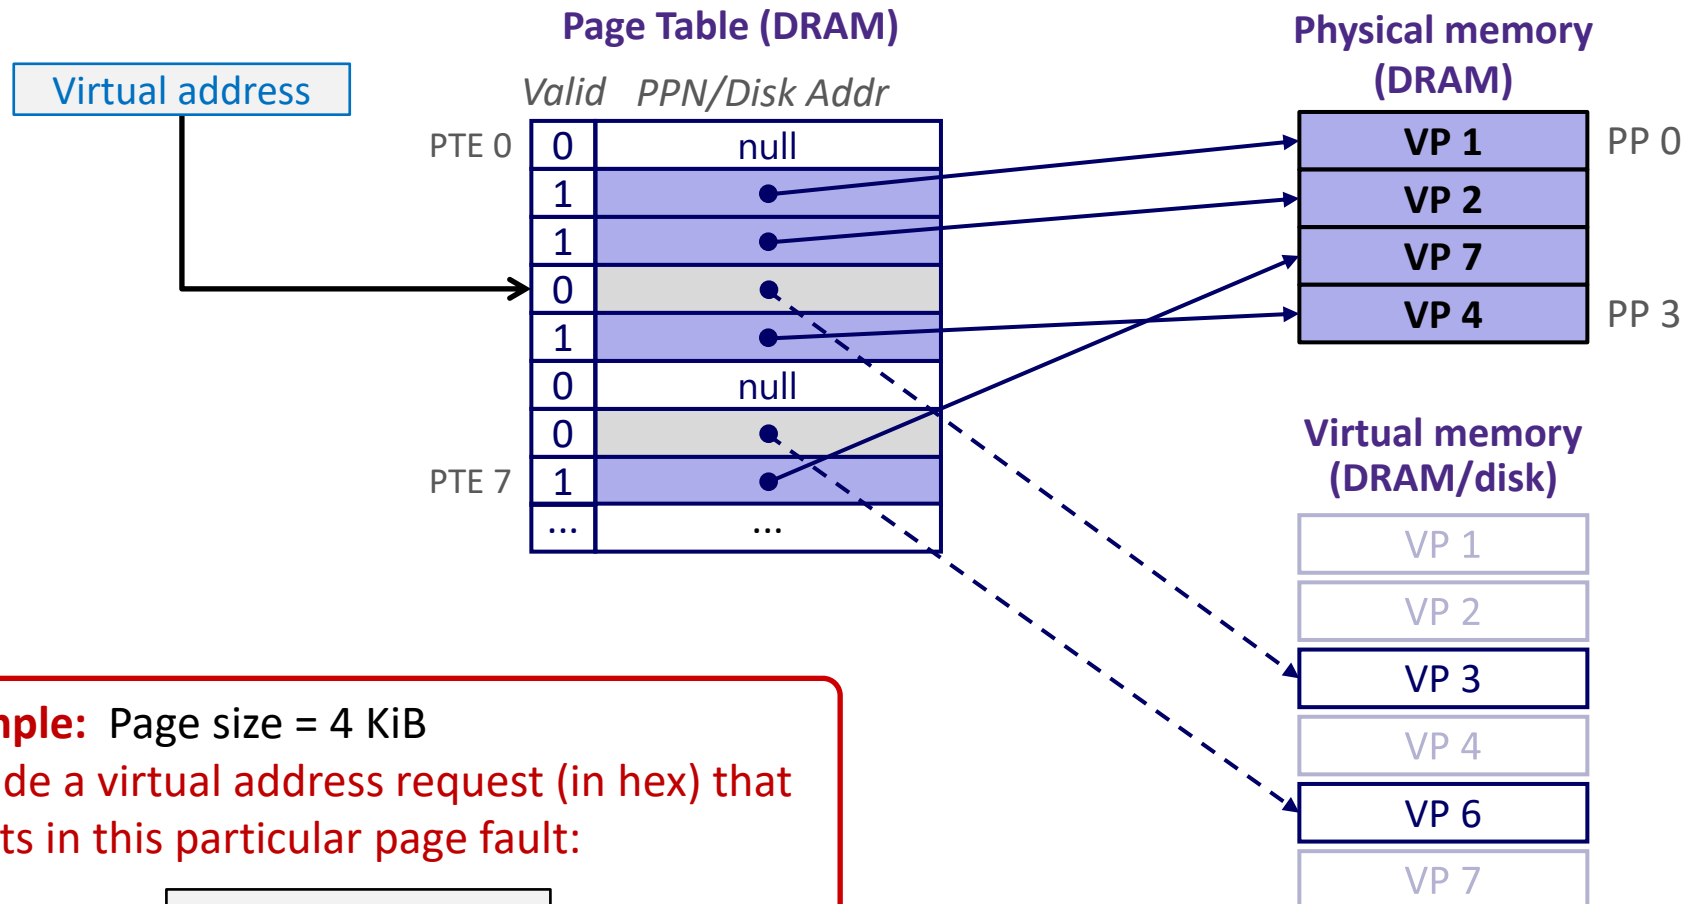 Page Table (DRAM)
Physical memory
(DRAM)
Virtual address
Valid PPN/Disk Addr
PTE 0 0 null
1
1
0
1
0 null
0
PTE 7 1
... ...
VP 1 PP 0
VP 2
VP 7
VP 4 PP 3
Virtual memory
(DRAM/disk)
VP 1
VP 2
VP 3
VP 4
VP 6
VP 7
mple: Page size = 4 KiB
de a virtual address request (in hex) that
ts in this particular page fault: